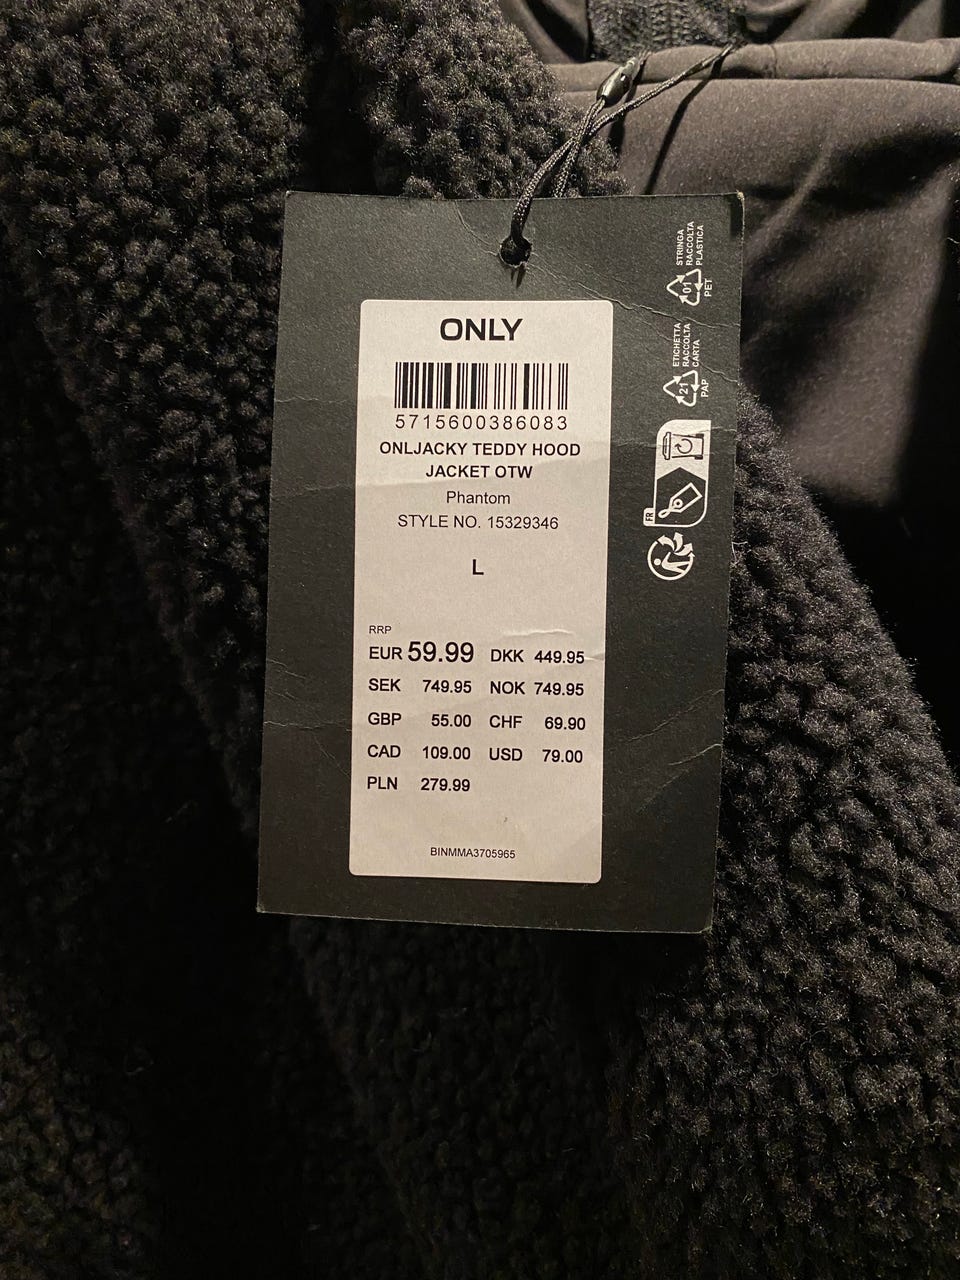 ONLY
5715600386083
ONLJACKY TEDDY HOOD
JACKET OTW
Phantom
STYLE NO. 15329346
L
RRP
EUR 59.99 DKK 449.95
SEK 749.95 NOK 749.95
GBP 55.00 CHF 69.90
CAD 109.00 USD 79.00
PLN 279.99
BINMMA3705965
STRINGA
RACCOLTA
PLASTICA
01
PET
ETICHETTA
RACCOLTA
CARTA
21
PAP
FR